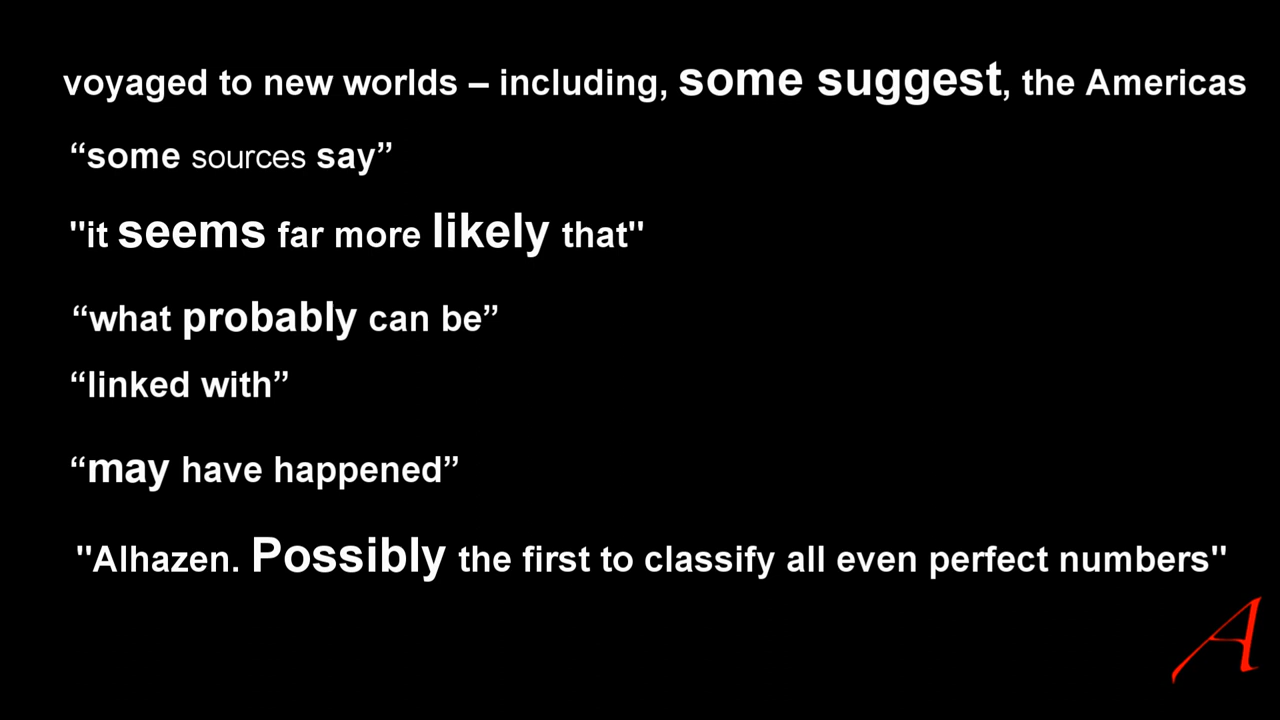 voyaged to new worlds – including, some suggest, the Americas
“some sources say”
"it seems far more likely that"
“what probably can be”
“linked with”
“may have happened”
"Alhazen. Possibly the first to classify all even perfect numbers"
A